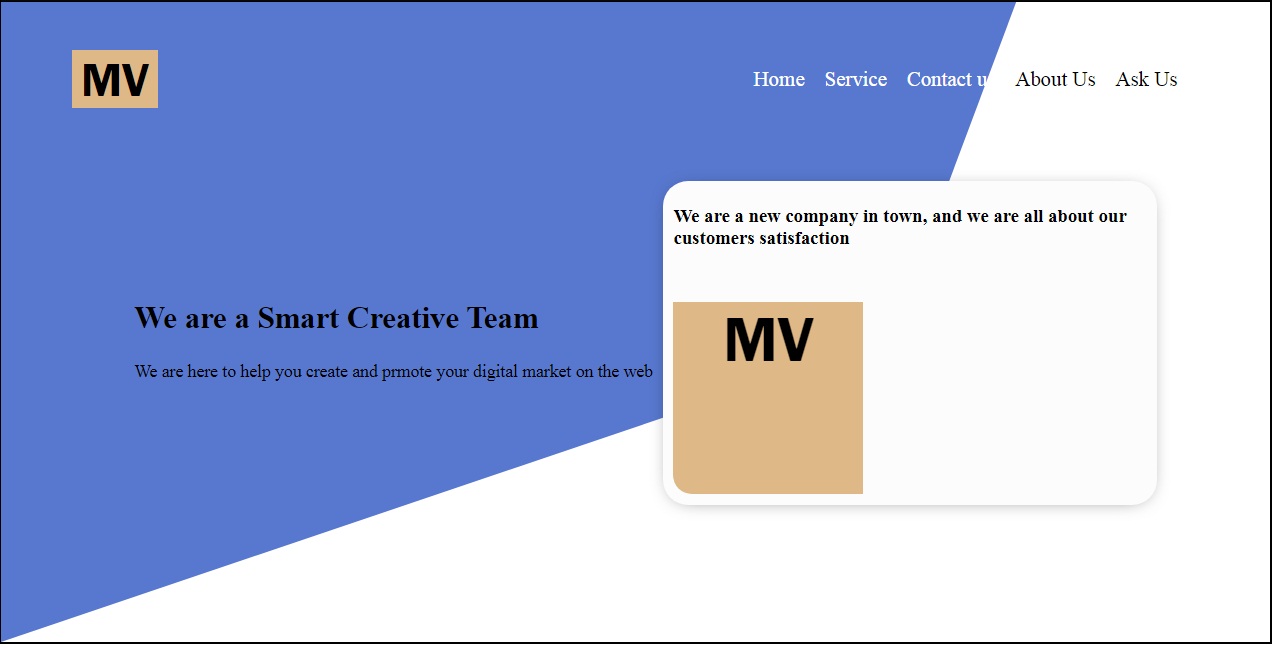 MV
Home Service Contact u About Us Ask Us
We are a new company in town, and we are all about our
customers satisfaction
We are a Smart Creative Team
We are here to help you create and prmote your digital market on the web
MV